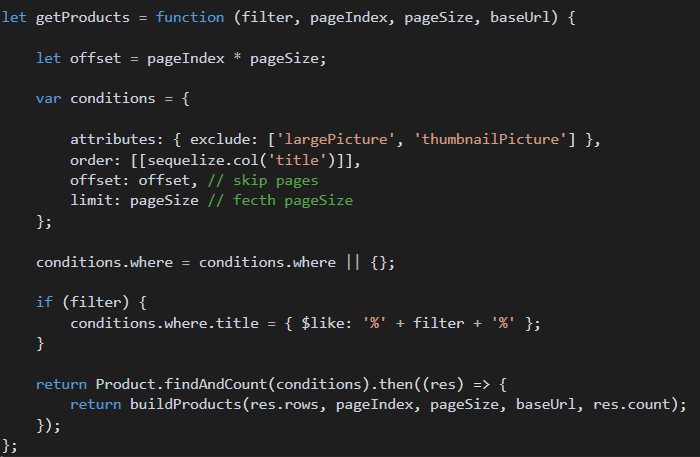 let getProducts = function (filter, pageIndex, pageSize, baseUrl) {
let offset = pageIndex * pageSize;
var conditions = {
attributes: { exclude: ['largePicture', 'thumbnailPicture'] },
order: [[sequelize.col('title')]],
offset: offset, // skip pages
limit: pageSize // fecth pageSize
};
conditions.where = conditions.where || {};
if (filter) {
conditions.where.title = { $like: '%' + filter + '%' };
}
return Product.findAndCount(conditions).then((res) => {
return buildProducts(res.rows, pageIndex, pageSize, baseUrl, res.count);
});
};